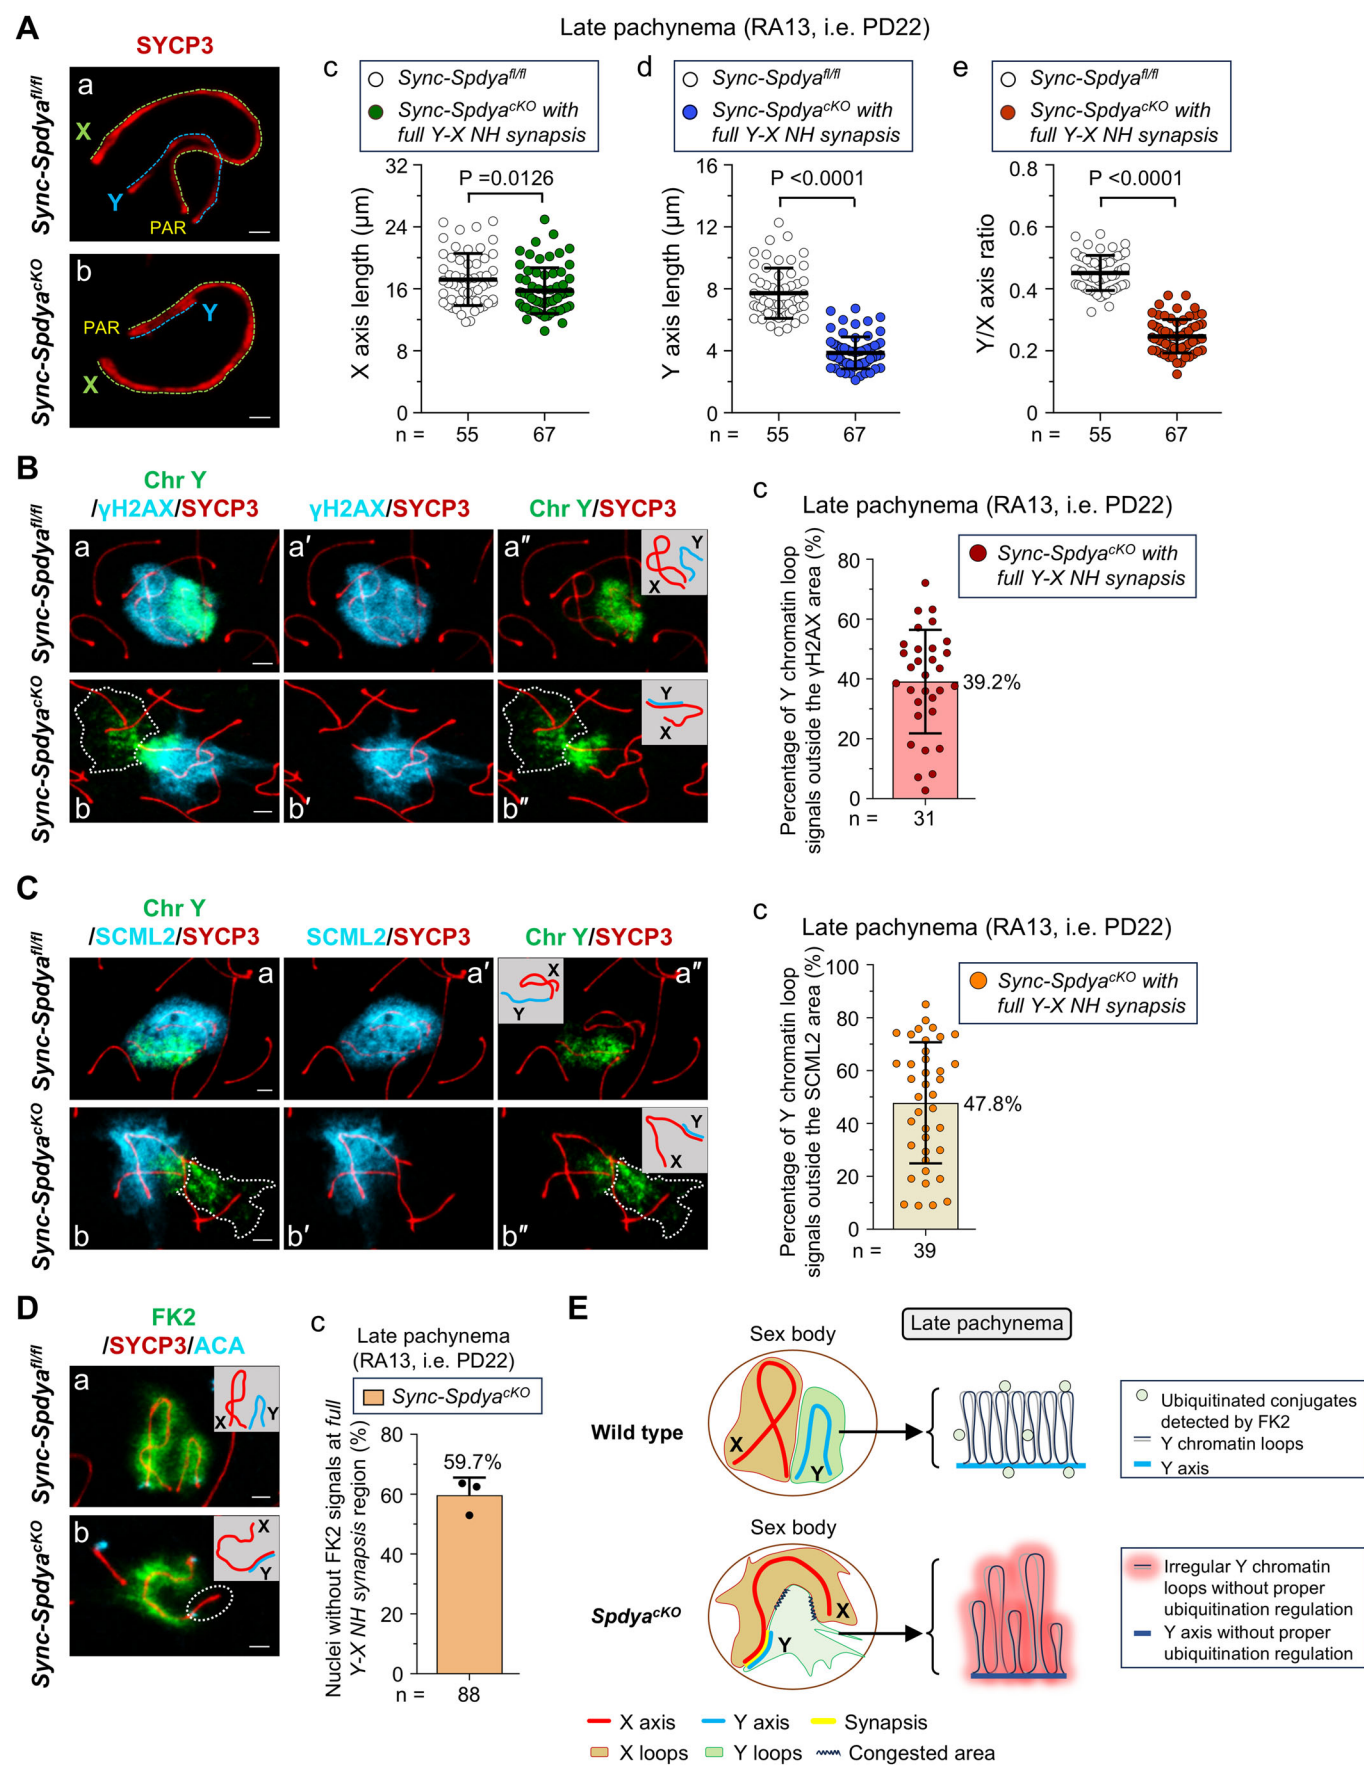 A
SYCP3
Sync-Spdya^fl/fl
a
X
Y
PAR
Sync-Spdya^cKO
b
PAR
Y
X
Late pachynema (RA13, i.e. PD22)
c
Sync-Spdya^fl/fl
Sync-Spdya^cKO with
full Y-X NH synapsis
X axis length (μm)
32
24
16
8
0
P =0.0126
n =
55
67
d
Sync-Spdya^fl/fl
Sync-Spdya^cKO with
full Y-X NH synapsis
Y axis length (μm)
16
12
8
4
0
P <0.0001
n =
55
67
e
Sync-Spdya^fl/fl
Sync-Spdya^cKO with
full Y-X NH synapsis
Y/X axis ratio
0.8
0.6
0.4
0.2
0
P <0.0001
n =
55
67
B
Chr Y
/γH2AX/SYCP3
γH2AX/SYCP3
Chr Y/SYCP3
Sync-Spdya^fl/fl
a
a′
a″
Y
X
Sync-Spdya^cKO
b
b′
b″
Y
X
c
Late pachynema (RA13, i.e. PD22)
Sync-Spdya^cKO with
full Y-X NH synapsis
Percentage of Y chromatin loop
signals outside the γH2AX area (%)
80
60
40
20
0
39.2%
n =
31
C
Chr Y
/SCML2/SYCP3
SCML2/SYCP3
Chr Y/SYCP3
Sync-Spdya^fl/fl
a
a′
a″
X
Y
Sync-Spdya^cKO
b
b′
b″
Y
X
c
Late pachynema (RA13, i.e. PD22)
Sync-Spdya^cKO with
full Y-X NH synapsis
Percentage of Y chromatin loop
signals outside the SCML2 area (%)
100
80
60
40
20
0
47.8%
n =
39
D
FK2
/SYCP3/ACA
Sync-Spdya^fl/fl
a
X
Y
Sync-Spdya^cKO
b
X
Y
c
Late pachynema
(RA13, i.e. PD22)
Sync-Spdya^cKO
Nuclei without FK2 signals at full
Y-X NH synapsis region (%)
80
60
40
20
0
59.7%
n =
88
E
Late pachynema
Sex body
Wild type
X
Y
Ubiquitinated conjugates
detected by FK2
Y chromatin loops
Y axis
Sex body
Spdya^cKO
X
Y
Irregular Y chromatin
loops without proper
ubiquitination regulation
Y axis without proper
ubiquitination regulation
X axis
Y axis
Synapsis
X loops
Y loops
Congested area